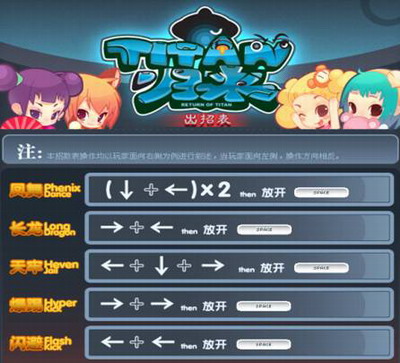 TITAN
归来
RETURN OF TITAN
出招表
注: 本招数表操作均以玩家面向右侧为例进行叙述，当玩家面向左侧，操作方向相反。
凤舞 Phenix Dance (↓+←)×2 then 放开 SPACE
长龙 Long Dragon →+← then 放开 SPACE
天牢 Heven Jail ←+↓+→ then 放开 SPACE
爆踢 Hyper Kick ←+→ then 放开 SPACE
闪避 Flash Kick ←+← then 放开 SPACE